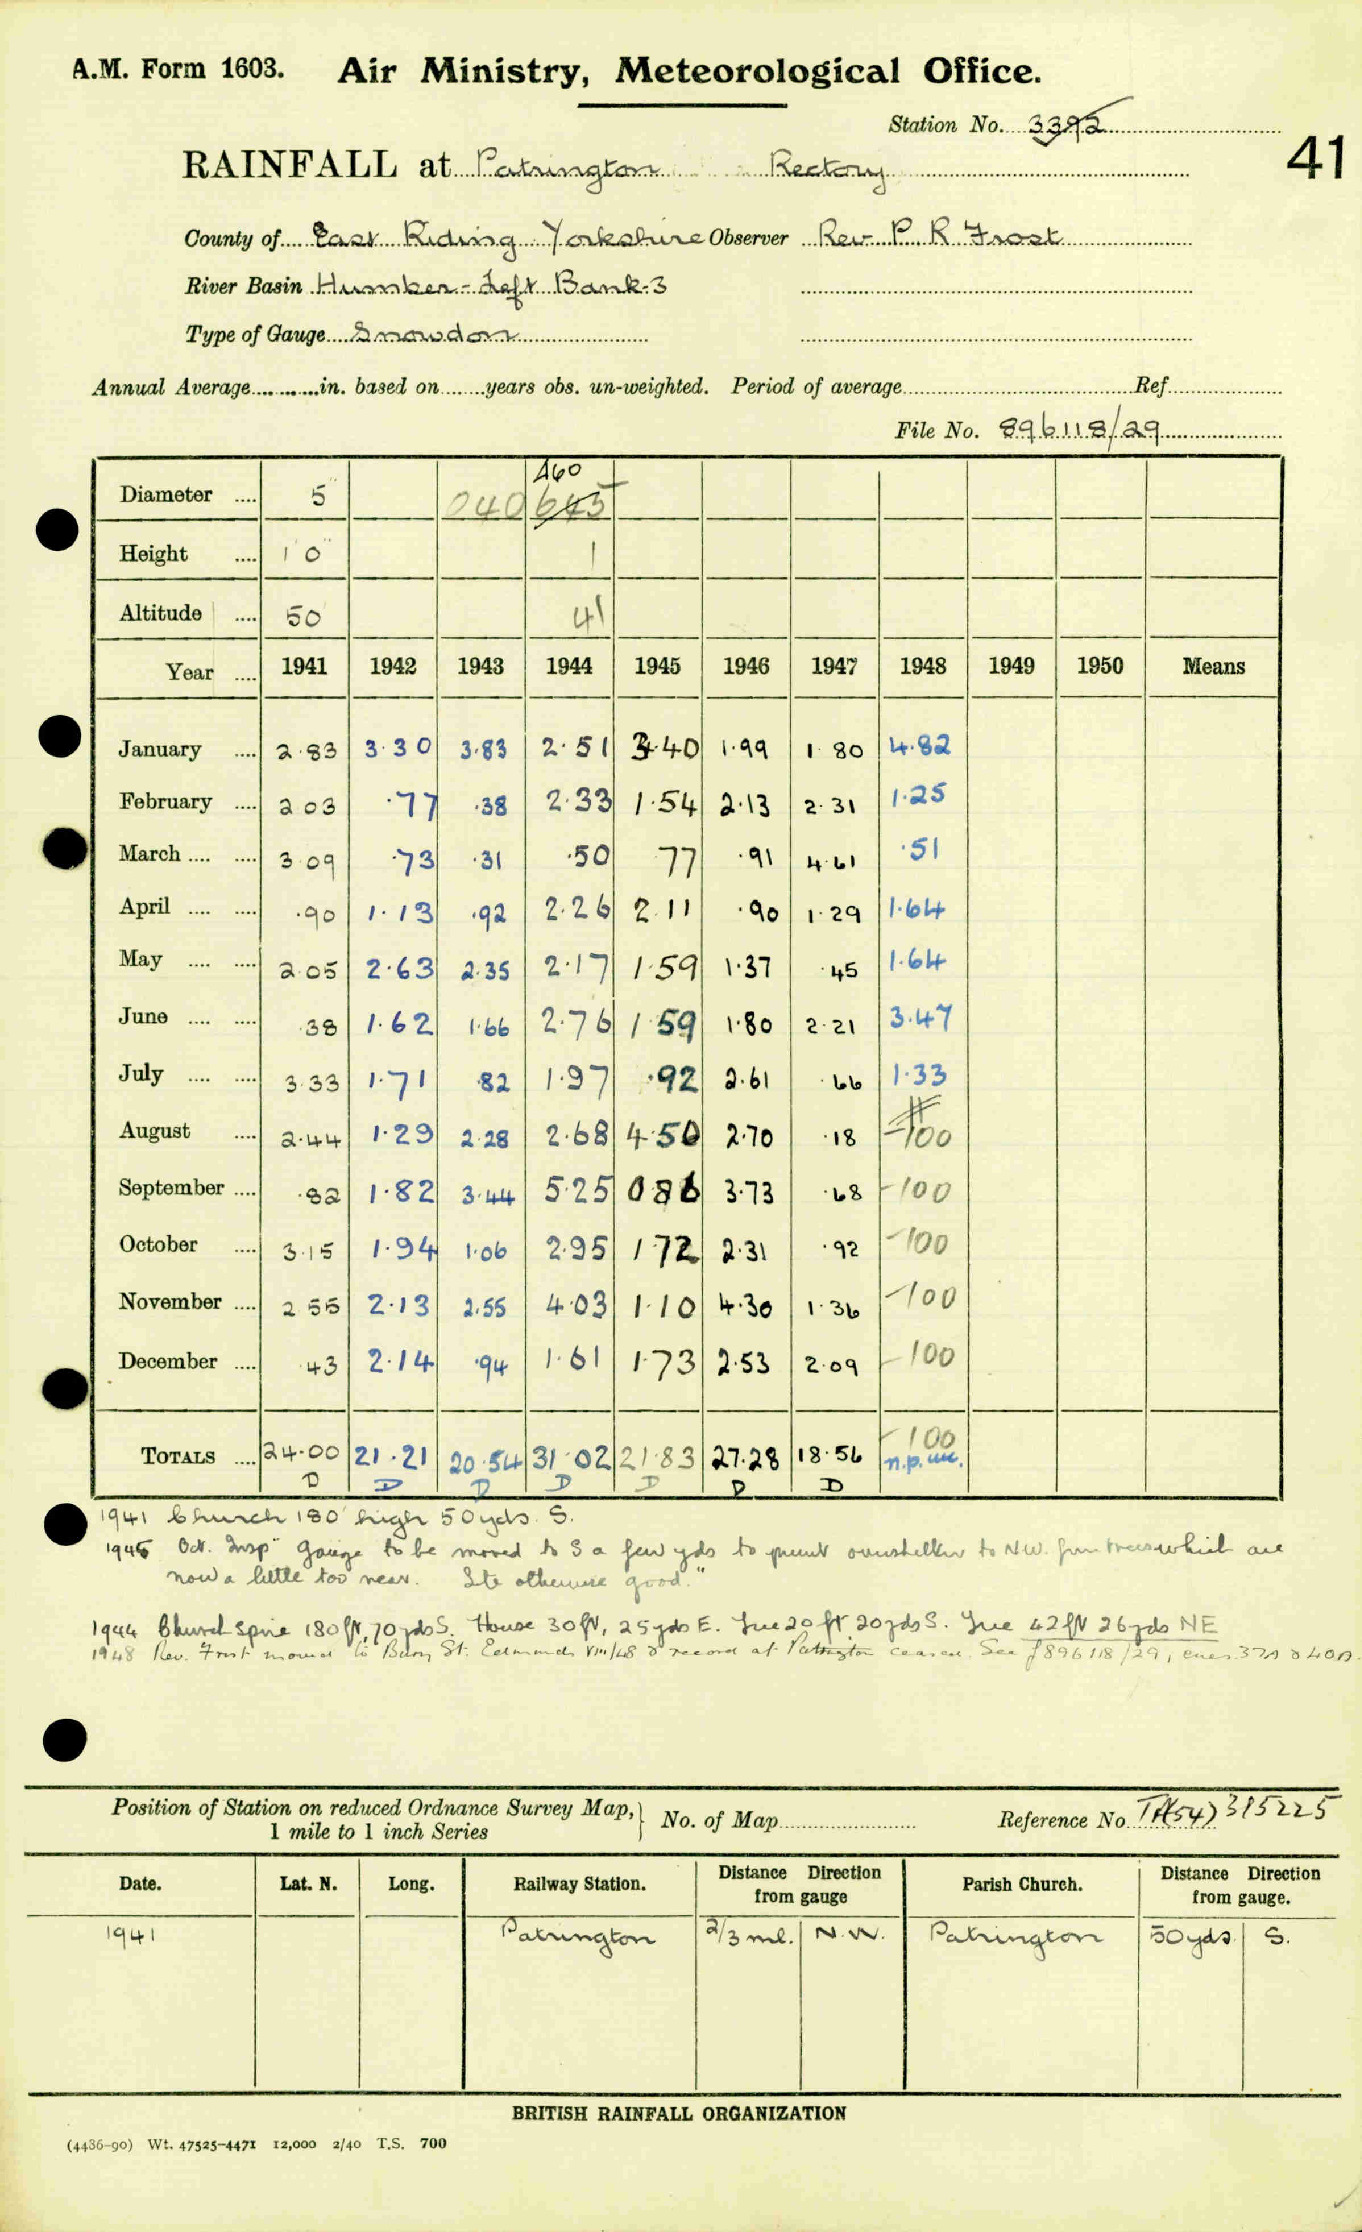 A.M. Form 1603. Air Ministry, Meteorological Office.
Station No. 3392
41
RAINFALL at Patrington Rectory
County of East Riding Yorkshire Observer Rev P. R Frost
River Basin Humber - Left Bank-3
Type of Gauge Snowdon
Annual Average in. based on years obs. un-weighted. Period of average Ref
File No. 896118/29
A60
Diameter 5" 040 645
Height 1' 0" 1
Altitude 50 41
Year 1941 1942 1943 1944 1945 1946 1947 1948 1949 1950 Means
January 2.83 3.30 3.83 2.51 3.40 1.99 1.80 4.82
February 2.03 .77 .38 2.33 1.54 2.13 2.31 1.25
March 3.09 .73 .31 .50 77 .91 4.61 .51
April .90 1.13 .92 2.26 2.11 .90 1.29 1.64
May 2.05 2.63 2.35 2.17 1.59 1.37 .45 1.64
June .38 1.62 1.66 2.76 1.59 1.80 2.21 3.47
July 3.33 1.71 .82 1.97 .92 2.61 .66 1.33
August 2.44 1.29 2.28 2.68 4.50 2.70 .18 -100
September .82 1.82 3.44 5.25 086 3.73 .68 -100
October 3.15 1.94 1.06 2.95 1.72 2.31 .92 -100
November 2.55 2.13 2.55 4.03 1.10 4.30 1.36 -100
December .43 2.14 .94 1.61 1.73 2.53 2.09 -100
TOTALS 24.00 21.21 20.54 31.02 21.83 27.28 18.56 -100
D D D D D D D n.p.
1941 Church 180' high 50 yds. S.
1945 Oct. Insp "Gauge to be moved to S a few yds to prevent overshelter to NW. from trees which are
now a little too near. Site otherwise good."
1944 Church spire 180 ft, 70 yds S. House 30 ft, 25 yds E. Tree 20 ft 20 yds S. Tree 42 ft 26 yds NE
1948 Rev. Frost moved to Bury St. Edmunds VIII/48 & record at Patrington ceased. See f896118/29, encs 37A & 40A.
Position of Station on reduced Ordnance Survey Map, 1 mile to 1 inch Series } No. of Map Reference No. TA(54) 315225
Date. Lat. N. Long. Railway Station. Distance Direction from gauge Parish Church. Distance Direction from gauge.
1941 Patrington 2/3 ml. N.W. Patrington 50 yds S.
BRITISH RAINFALL ORGANIZATION
(4436-90) Wt. 47525-4471 12,000 2/40 T.S. 700